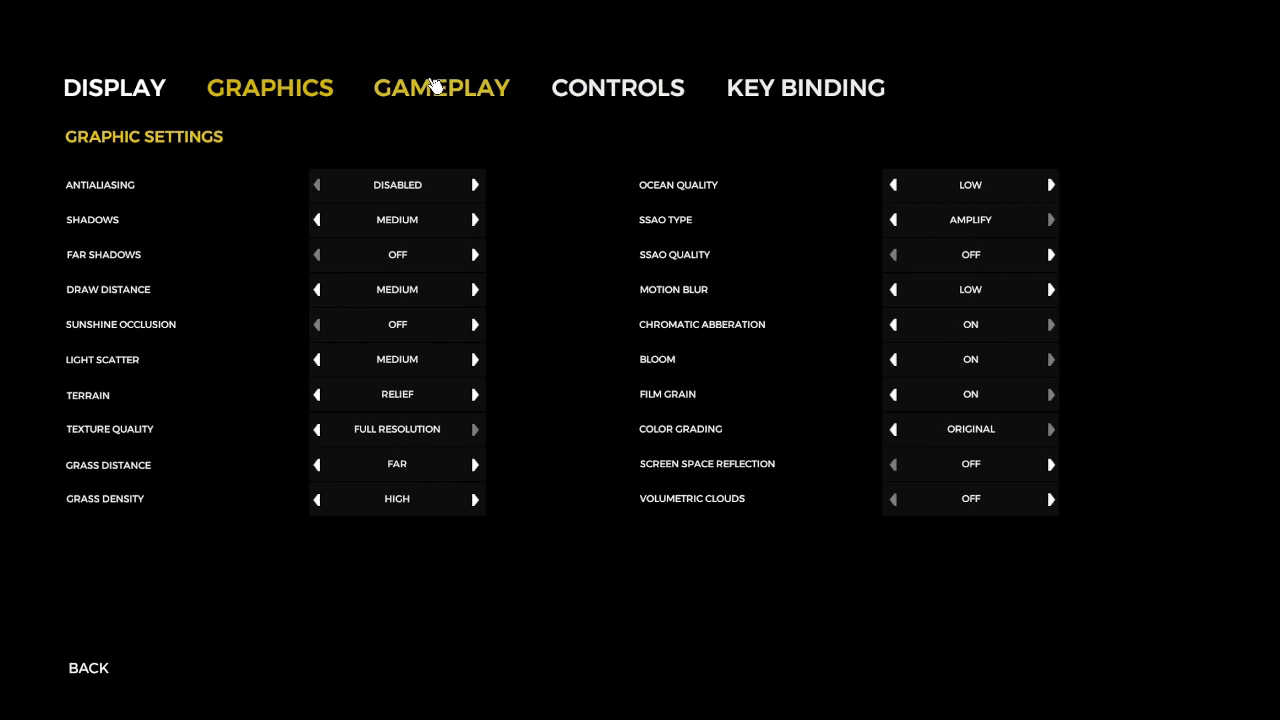 DISPLAY GRAPHICS GAMEPLAY CONTROLS KEY BINDING
GRAPHIC SETTINGS
ANTIALIASING DISABLED
SHADOWS MEDIUM
FAR SHADOWS OFF
DRAW DISTANCE MEDIUM
SUNSHINE OCCLUSION OFF
LIGHT SCATTER MEDIUM
TERRAIN RELIEF
TEXTURE QUALITY FULL RESOLUTION
GRASS DISTANCE FAR
GRASS DENSITY HIGH
OCEAN QUALITY LOW
SSAO TYPE AMPLIFY
SSAO QUALITY OFF
MOTION BLUR LOW
CHROMATIC ABBERATION ON
BLOOM ON
FILM GRAIN ON
COLOR GRADING ORIGINAL
SCREEN SPACE REFLECTION OFF
VOLUMETRIC CLOUDS OFF
BACK